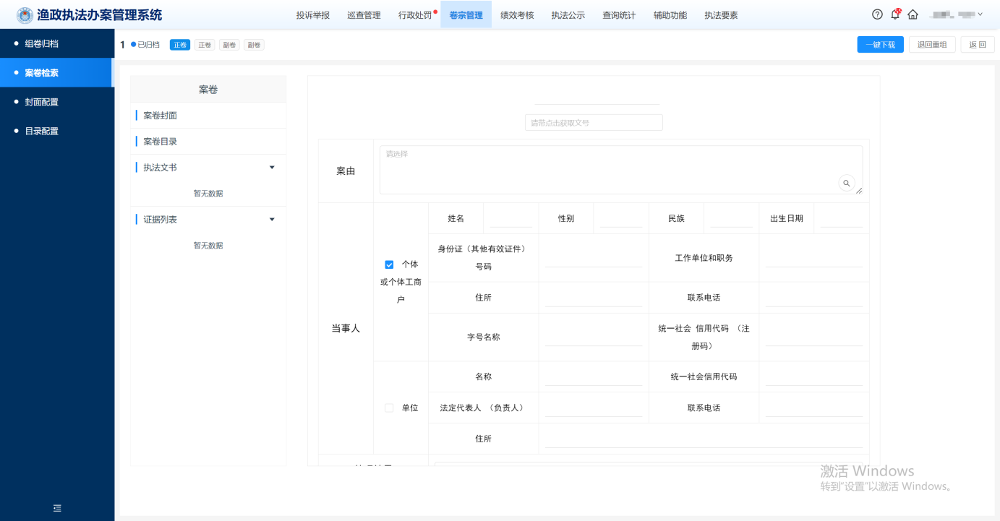 渔政执法办案管理系统
投诉举报 巡查管理 行政处罚 卷宗管理 绩效考核 执法公示 查询统计 辅助功能 执法要素
组卷归档
案卷检索
封面配置
目录配置
1 已归档 正卷 正卷 副卷 副卷
一键下载 退回重组 返 回
案卷
案卷封面
案卷目录
执法文书
暂无数据
证据列表
暂无数据
请带点击获取文号
案由 请选择
当事人
个体或个体工商户
姓名 性别 民族 出生日期
身份证（其他有效证件）号码 工作单位和职务
住所 联系电话
字号名称 统一社会 信用代码 （注册码）
单位
名称 统一社会信用代码
法定代表人 （负责人） 联系电话
住所
激活 Windows
转到"设置"以激活 Windows。